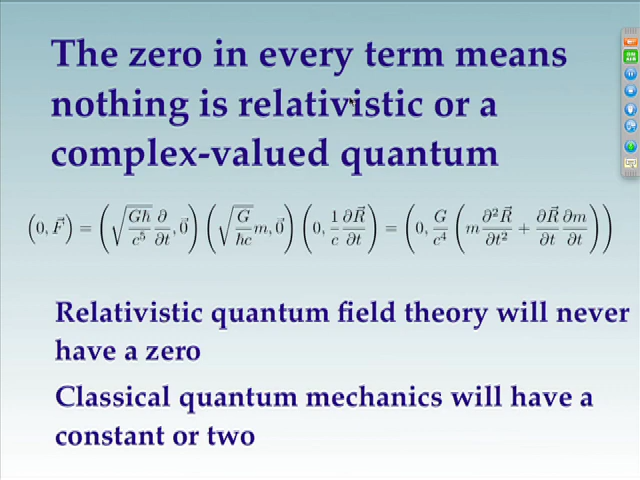 The zero in every term means
nothing is relativistic or a
complex-valued quantum
(0, F⃗) = (√(Għ/c⁵) ∂/∂t, 0⃗) (√(G/ħc) m, 0⃗) (0, 1/c ∂R⃗/∂t) = (0, G/c⁴ (m ∂²R⃗/∂t² + ∂R⃗/∂t ∂m/∂t))
Relativistic quantum field theory will never
have a zero
Classical quantum mechanics will have a
constant or two